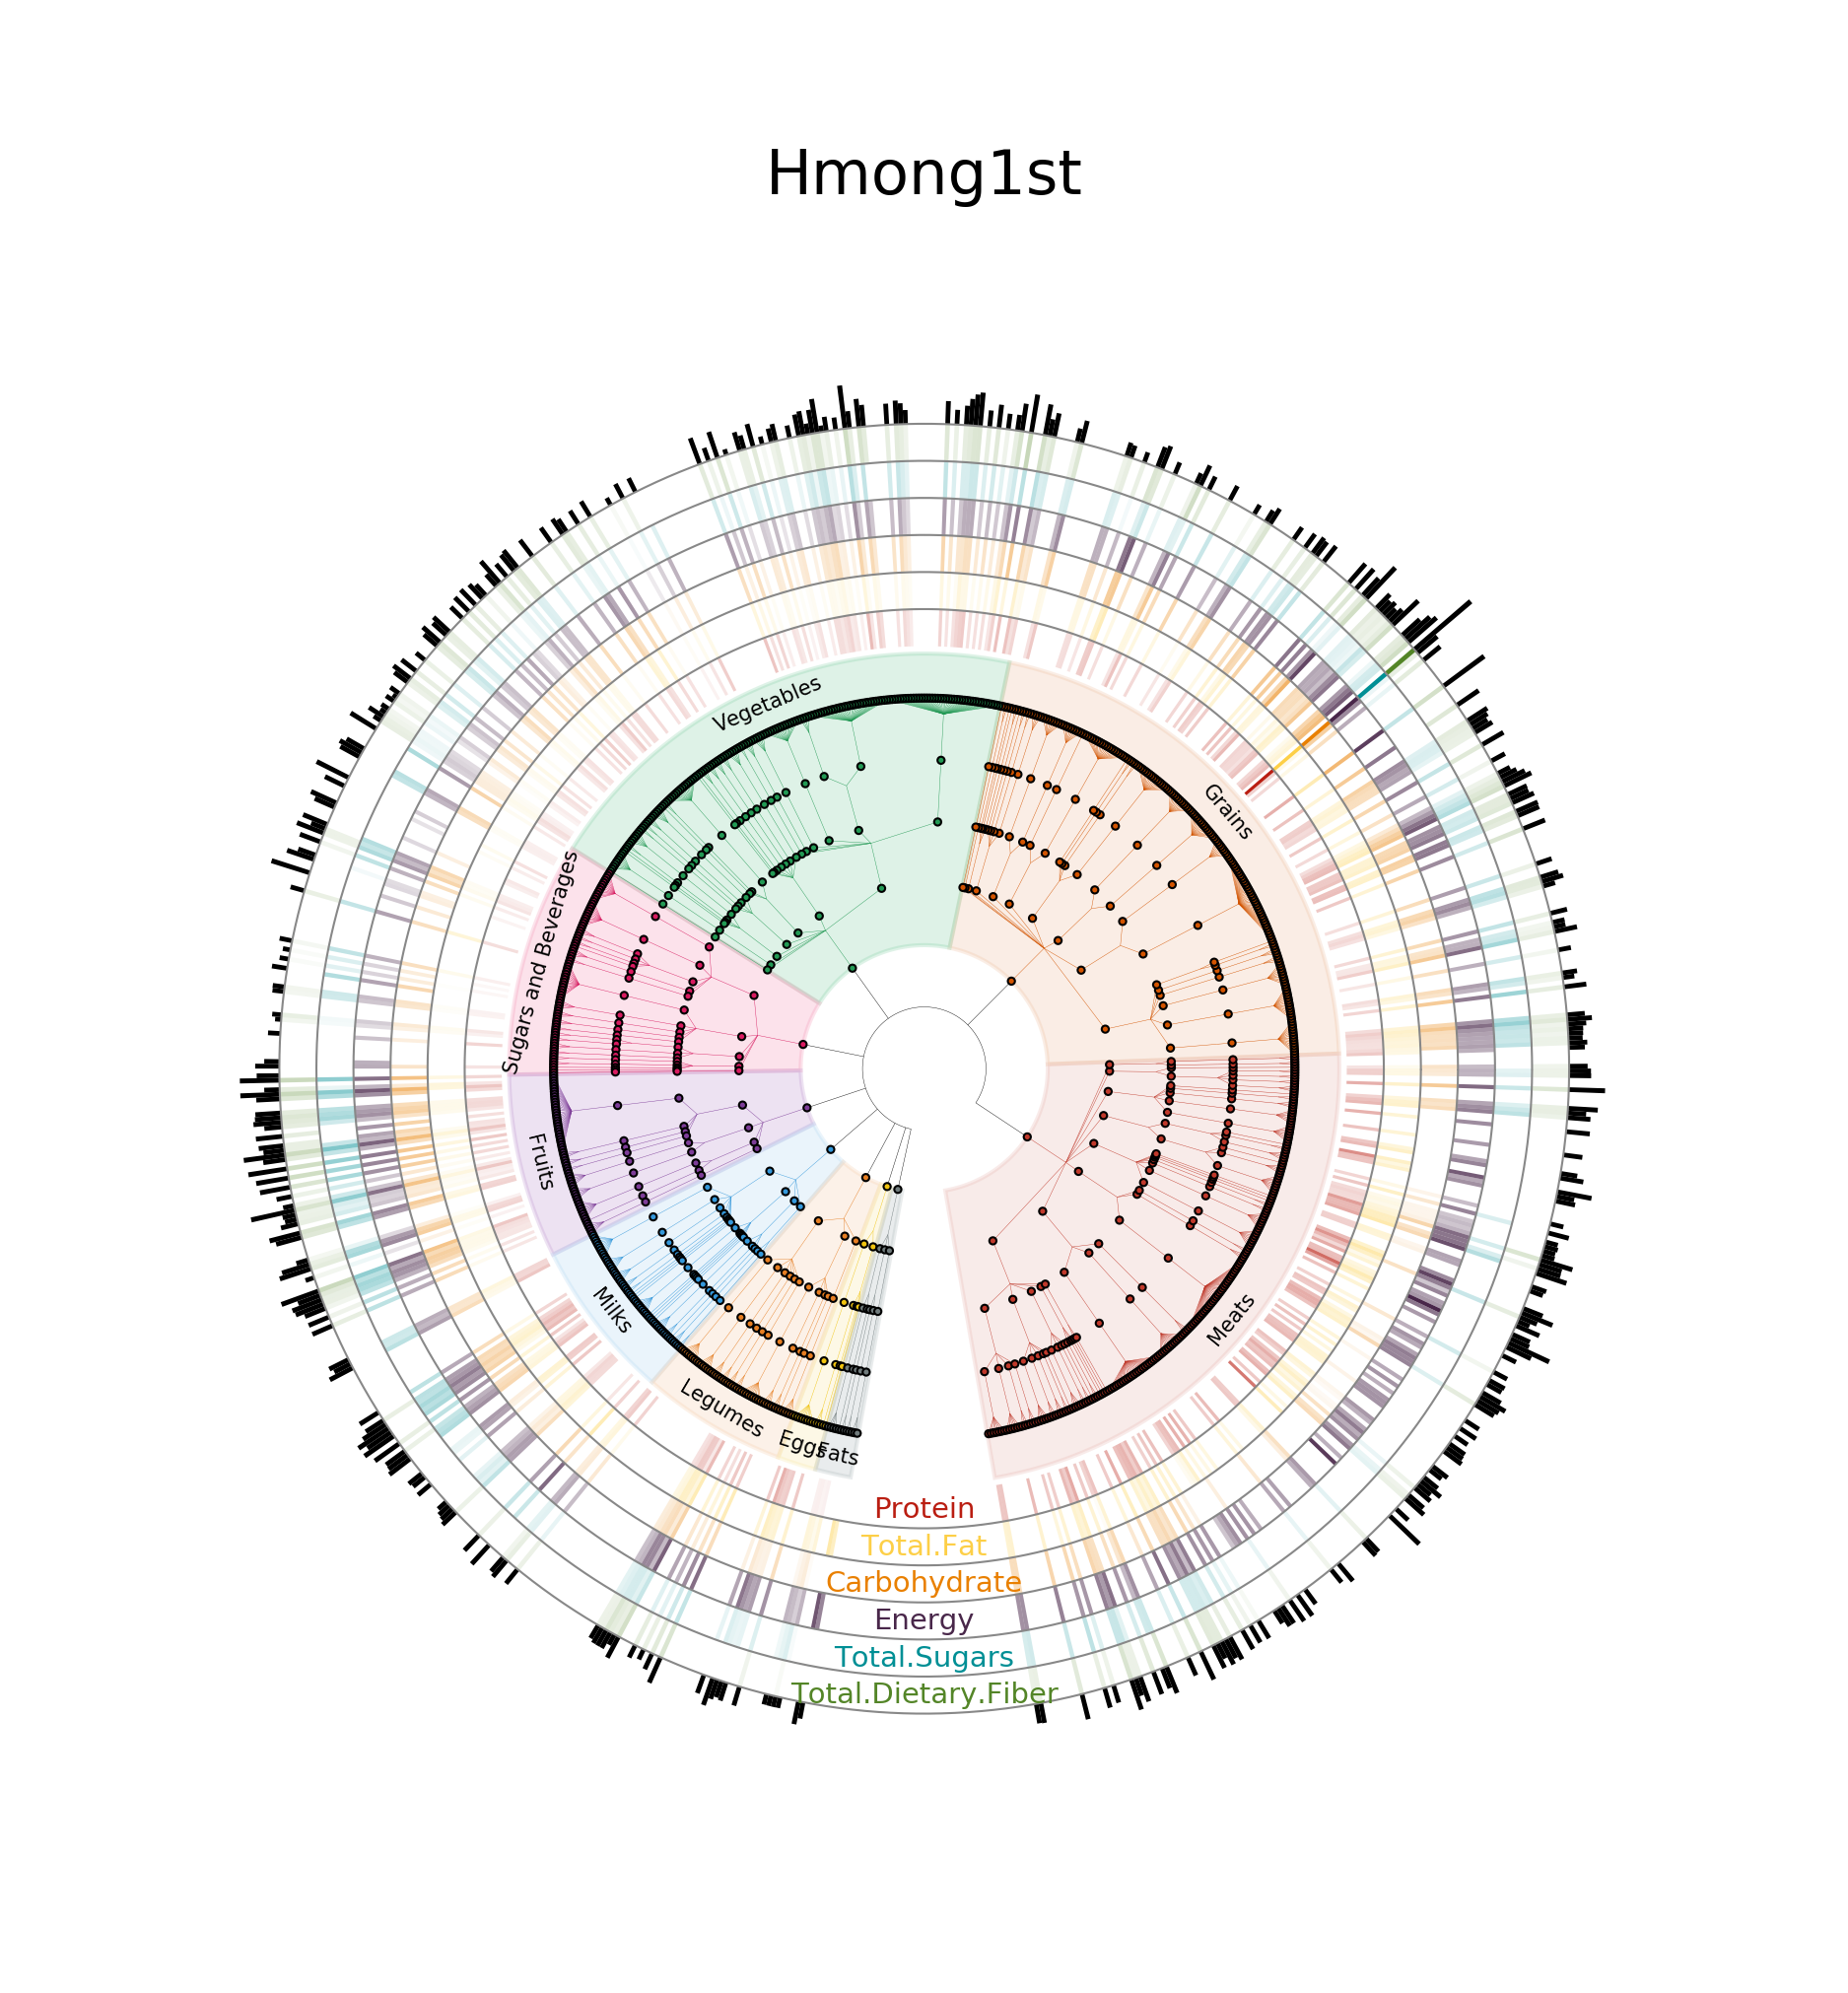 Hmong1st
Vegetables
Grains
Sugars and Beverages
Fruits
Milks
Legumes
Eggs
Fats
Meats
Protein
Total.Fat
Carbohydrate
Energy
Total.Sugars
Total.Dietary.Fiber